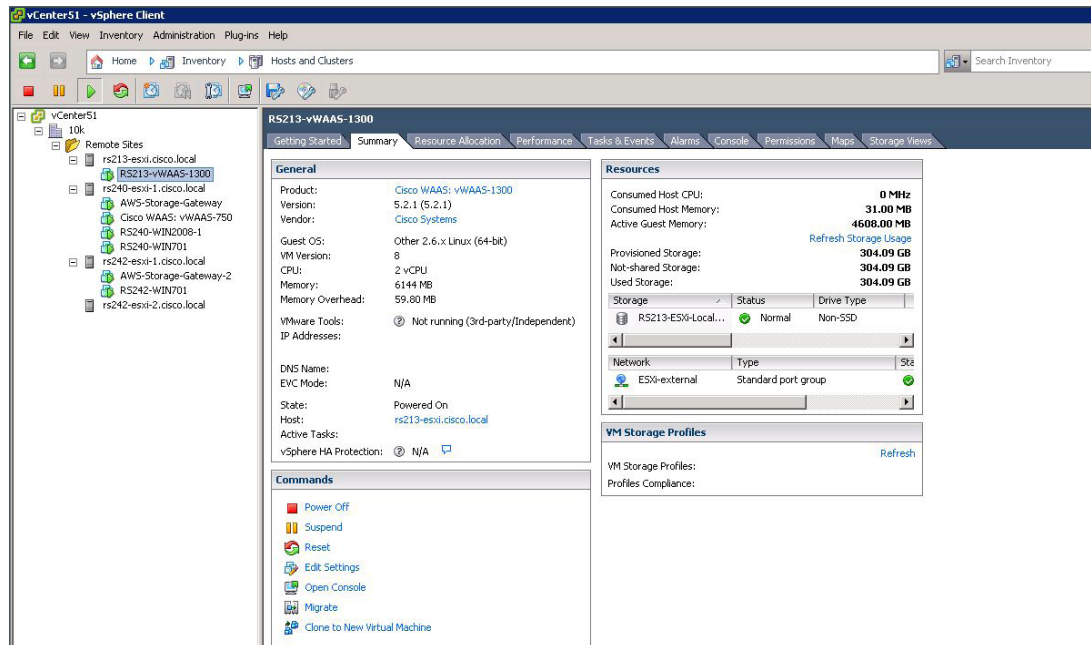 vCenter51 - vSphere Client
File Edit View Inventory Administration Plug-ins Help
Home Inventory Hosts and Clusters
Search Inventory
vCenter51
10k
Remote Sites
rs213-esxi.cisco.local
RS213-vWAAS-1300
rs240-esxi-1.cisco.local
AWS-Storage-Gateway
Cisco WAAS: vWAAS-750
RS240-WIN2008-1
RS240-WIN701
rs242-esxi-1.cisco.local
AWS-Storage-Gateway-2
RS242-WIN701
rs242-esxi-2.cisco.local
RS213-vWAAS-1300
Getting Started Summary Resource Allocation Performance Tasks & Events Alarms Console Permissions Maps Storage Views
General
Product: Cisco WAAS: vWAAS-1300
Version: 5.2.1 (5.2.1)
Vendor: Cisco Systems
Guest OS: Other 2.6.x Linux (64-bit)
VM Version: 8
CPU: 2 vCPU
Memory: 6144 MB
Memory Overhead: 59.80 MB
VMware Tools: Not running (3rd-party/Independent)
IP Addresses:
DNS Name:
EVC Mode: N/A
State: Powered On
Host: rs213-esxi.cisco.local
Active Tasks:
vSphere HA Protection: N/A
Commands
Power Off
Suspend
Reset
Edit Settings
Open Console
Migrate
Clone to New Virtual Machine
Resources
Consumed Host CPU: 0 MHz
Consumed Host Memory: 31.00 MB
Active Guest Memory: 4608.00 MB
Refresh Storage Usage
Provisioned Storage: 304.09 GB
Not-shared Storage: 304.09 GB
Used Storage: 304.09 GB
Storage Status Drive Type
RS213-ESXi-Local... Normal Non-SSD
Network Type Sta
ESXi-external Standard port group
VM Storage Profiles
Refresh
VM Storage Profiles:
Profiles Compliance: